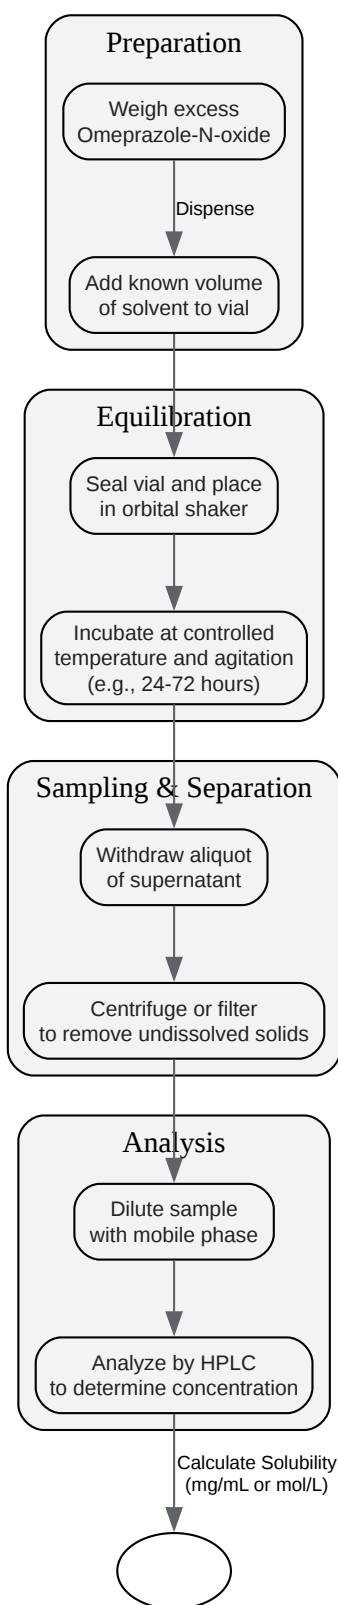 Preparation
Weigh excess
Omeprazole-N-oxide
Dispense
Add known volume
of solvent to vial
Equilibration
Seal vial and place
in orbital shaker
Incubate at controlled
temperature and agitation
(e.g., 24-72 hours)
Sampling & Separation
Withdraw aliquot
of supernatant
Centrifuge or filter
to remove undissolved solids
Analysis
Dilute sample
with mobile phase
Analyze by HPLC
to determine concentration
Calculate Solubility
(mg/mL or mol/L)